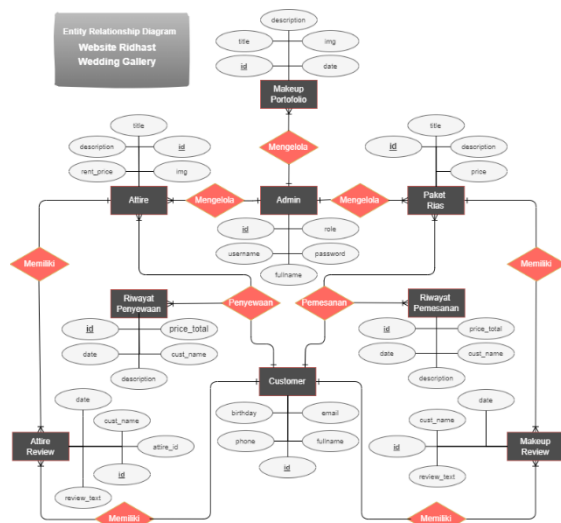 Entity Relationship Diagram
Website Ridhast
Wedding Gallery
description
title
img
id
date
Makeup
Portofolio
Mengelola
title
description
id
rent_price
img
Attire
Mengelola
Admin
Mengelola
title
id
description
price
Paket
Rias
id
role
username
password
fullname
Memiliki
Memiliki
Penyewaan
Pemesanan
Riwayat
Penyewaan
id
price_total
date
cust_name
description
Riwayat
Pemesanan
id
price_total
date
cust_name
description
Customer
birthday
email
phone
fullname
id
date
cust_name
attire_id
id
review_text
Attire
Review
date
cust_name
id
review_text
Makeup
Review
Memiliki
Memiliki